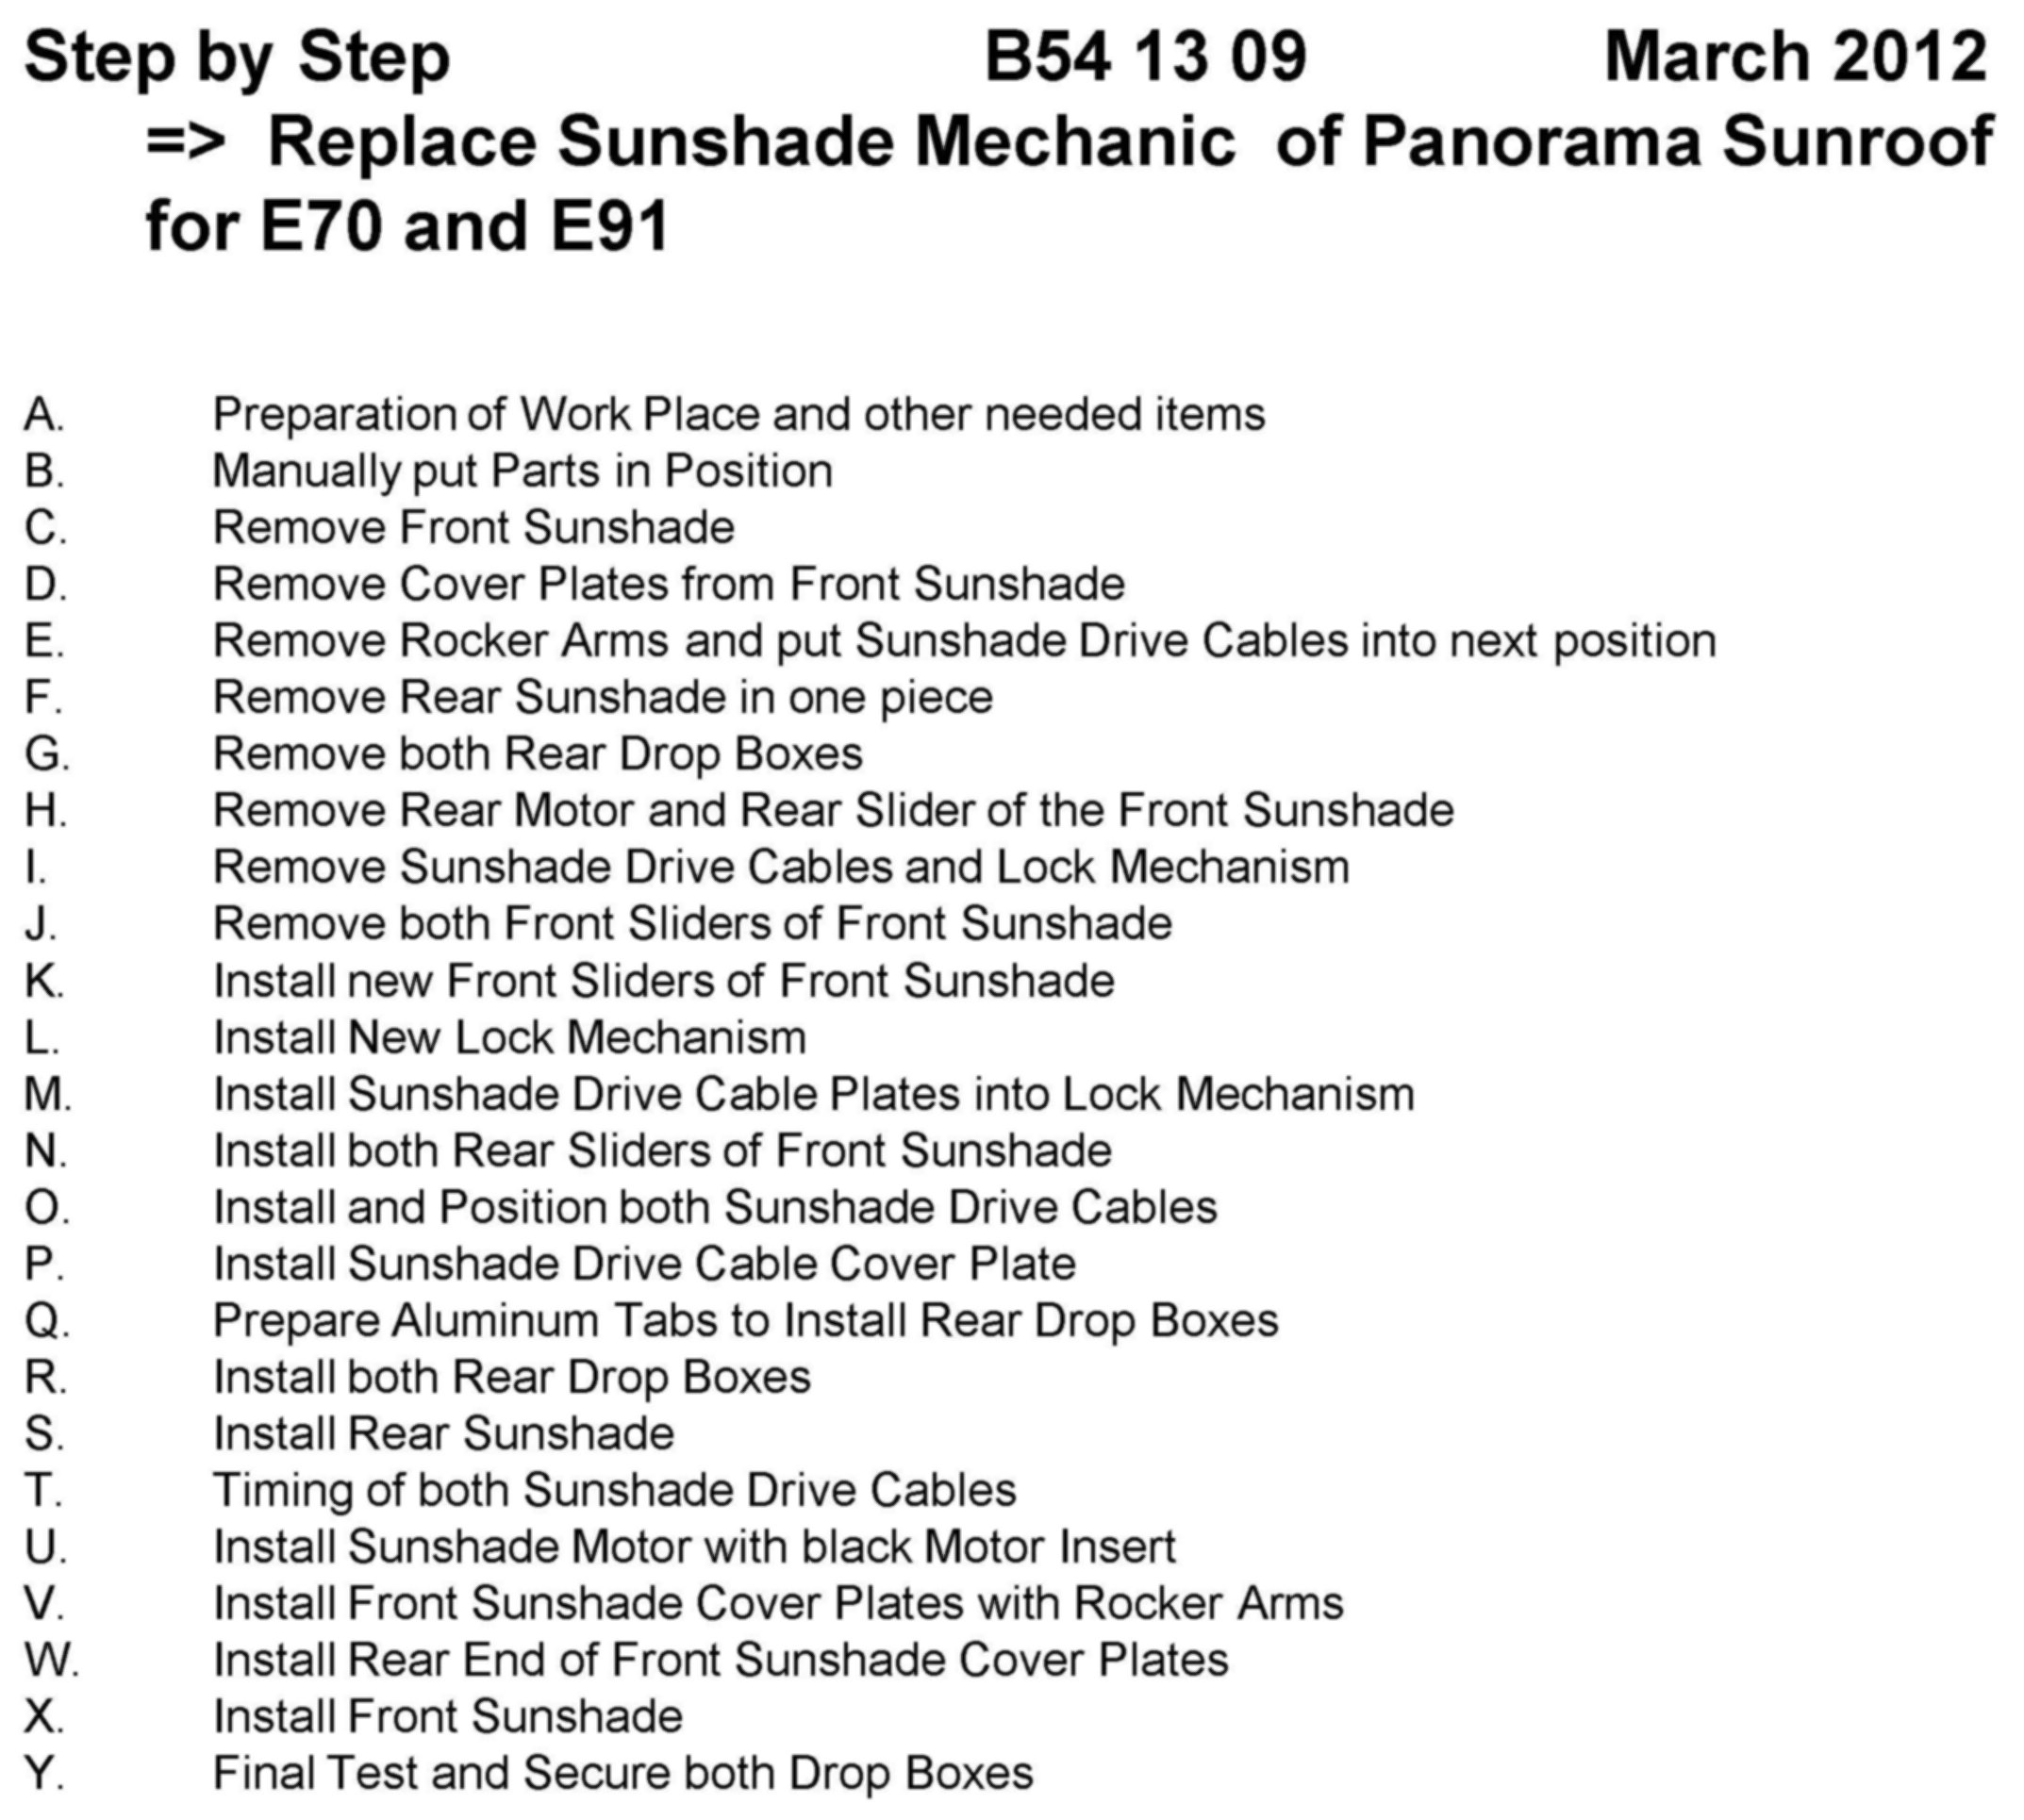 Step by Step B54 13 09 March 2012
=> Replace Sunshade Mechanic of Panorama Sunroof
for E70 and E91
A. Preparation of Work Place and other needed items
B. Manually put Parts in Position
C. Remove Front Sunshade
D. Remove Cover Plates from Front Sunshade
E. Remove Rocker Arms and put Sunshade Drive Cables into next position
F. Remove Rear Sunshade in one piece
G. Remove both Rear Drop Boxes
H. Remove Rear Motor and Rear Slider of the Front Sunshade
I. Remove Sunshade Drive Cables and Lock Mechanism
J. Remove both Front Sliders of Front Sunshade
K. Install new Front Sliders of Front Sunshade
L. Install New Lock Mechanism
M. Install Sunshade Drive Cable Plates into Lock Mechanism
N. Install both Rear Sliders of Front Sunshade
O. Install and Position both Sunshade Drive Cables
P. Install Sunshade Drive Cable Cover Plate
Q. Prepare Aluminum Tabs to Install Rear Drop Boxes
R. Install both Rear Drop Boxes
S. Install Rear Sunshade
T. Timing of both Sunshade Drive Cables
U. Install Sunshade Motor with black Motor Insert
V. Install Front Sunshade Cover Plates with Rocker Arms
W. Install Rear End of Front Sunshade Cover Plates
X. Install Front Sunshade
Y. Final Test and Secure both Drop Boxes